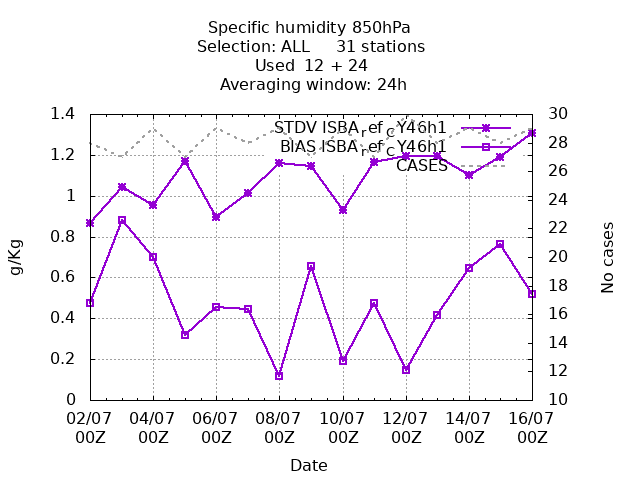 Specific humidity 850hPa
Selection: ALL 31 stations
Used 12 + 24
Averaging window: 24h
STDV ISBA_ref_C Y46h1
BIAS ISBA_ref_C Y46h1
CASES
1.4
1.2
1
0.8
0.6
0.4
0.2
0
g/Kg
30
28
26
24
22
20
18
16
14
12
10
No cases
02/07 04/07 06/07 08/07 10/07 12/07 14/07 16/07
00Z 00Z 00Z 00Z 00Z 00Z 00Z 00Z
Date